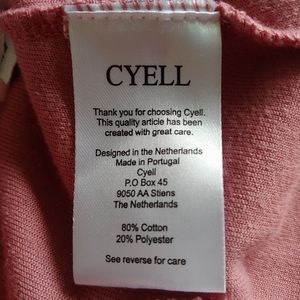 CYELL
Thank you for choosing Cyell.
This quality article has been
created with great care.
Designed in the Netherlands
Made in Portugal
Cyell
P.O Box 45
9050 AA Stiens
The Netherlands
80% Cotton
20% Polyester
See reverse for care